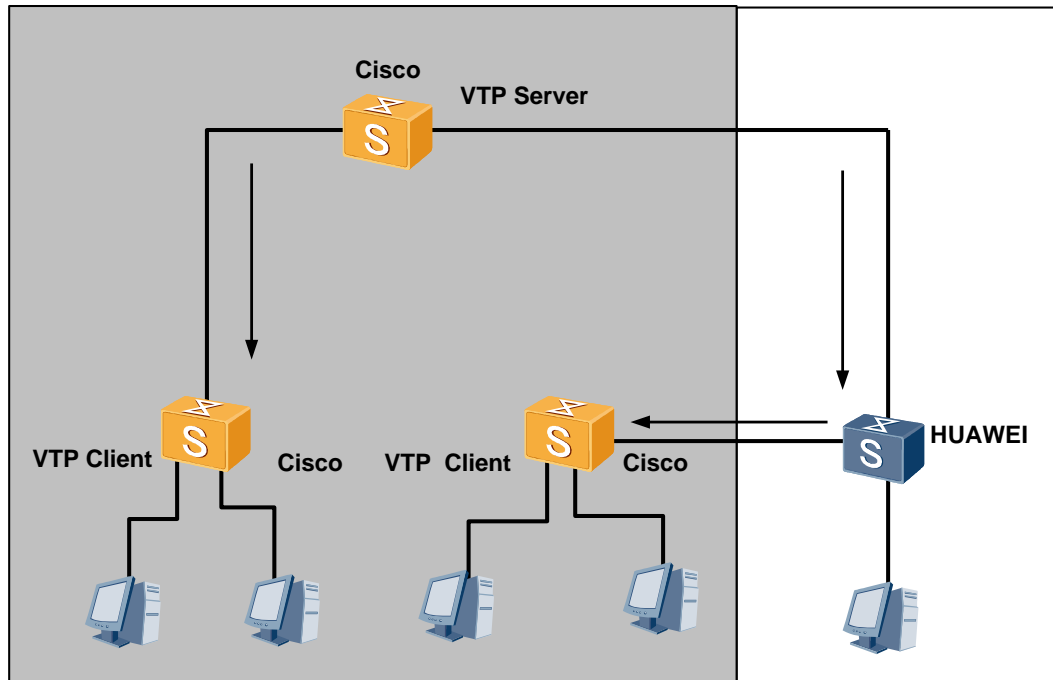 Cisco
VTP Server
S
S
S
S
HUAWEI
VTP Client
Cisco
VTP Client
Cisco